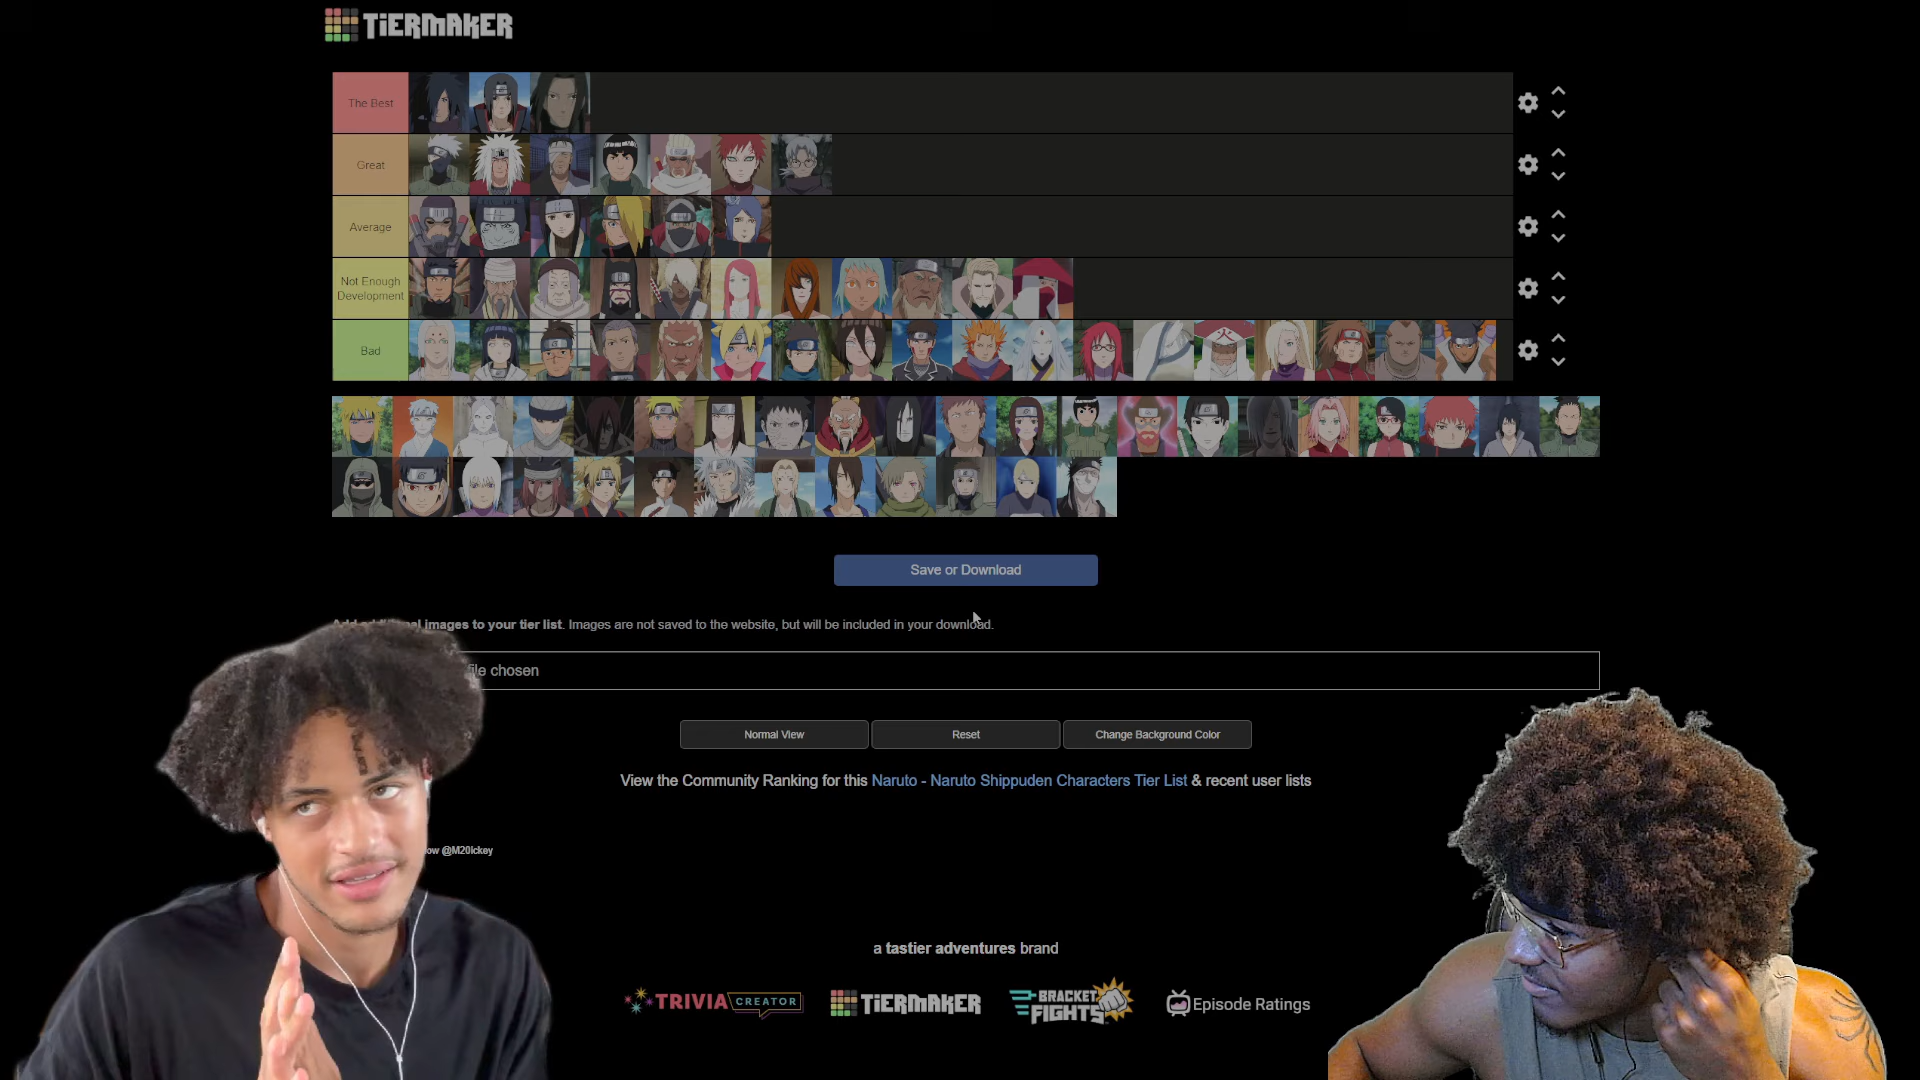 TiERMAKER
The Best
Great
Average
Not Enough
Development
Bad
火
Save or Download
images to your tier list. Images are not saved to the website, but will be included in your download.
file chosen
Normal View
Reset
Change Background Color
View the Community Ranking for this Naruto - Naruto Shippuden Characters Tier List & recent user lists
@M20ickey
a tastier adventures brand
TRIVIA CREATOR
TiERMAKER
BRACKET
FIGHTS
Episode Ratings